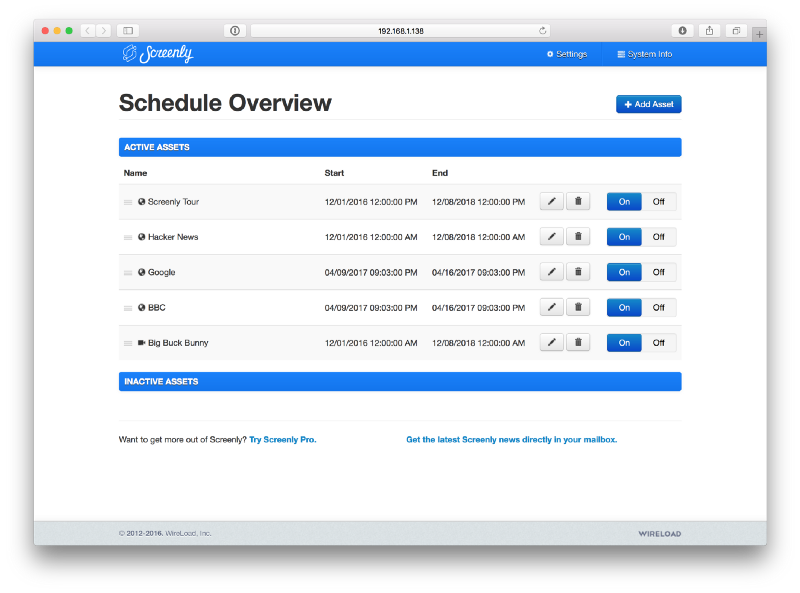 192.168.1.138
Screenly
Settings
System Info
Schedule Overview
+ Add Asset
ACTIVE ASSETS
Name Start End
Screenly Tour 12/01/2016 12:00:00 PM 12/08/2018 12:00:00 PM On Off
Hacker News 12/01/2016 12:00:00 AM 12/08/2018 12:00:00 AM On Off
Google 04/09/2017 09:03:00 PM 04/16/2017 09:03:00 PM On Off
BBC 04/09/2017 09:03:00 PM 04/16/2017 09:03:00 PM On Off
Big Buck Bunny 12/01/2016 12:00:00 AM 12/08/2018 12:00:00 AM On Off
INACTIVE ASSETS
Want to get more out of Screenly? Try Screenly Pro.
Get the latest Screenly news directly in your mailbox.
© 2012-2016. WireLoad, Inc.
WIRELOAD